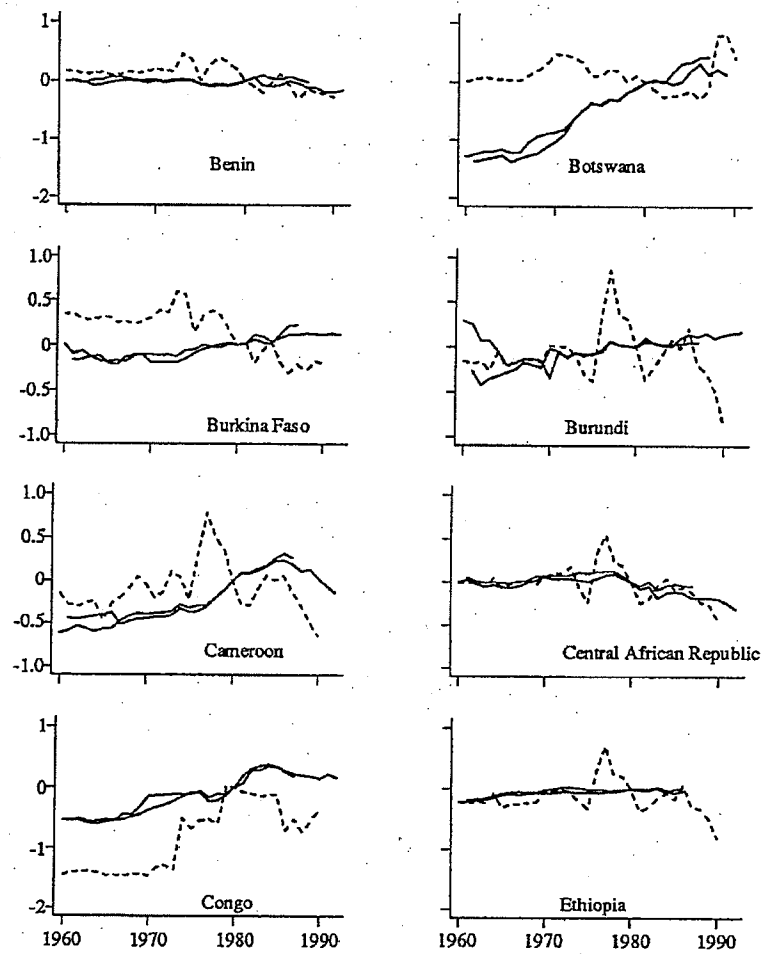 1
0
-1
-2
Benin
Botswana
1.0
0.5
0
-0.5
-1.0
Burkina Faso
Burundi
1.0
0.5
0
-0.5
-1.0
Cameroon
Central African Republic
1
0
-1
-2
Congo
Ethiopia
1960 1970 1980 1990
1960 1970 1980 1990